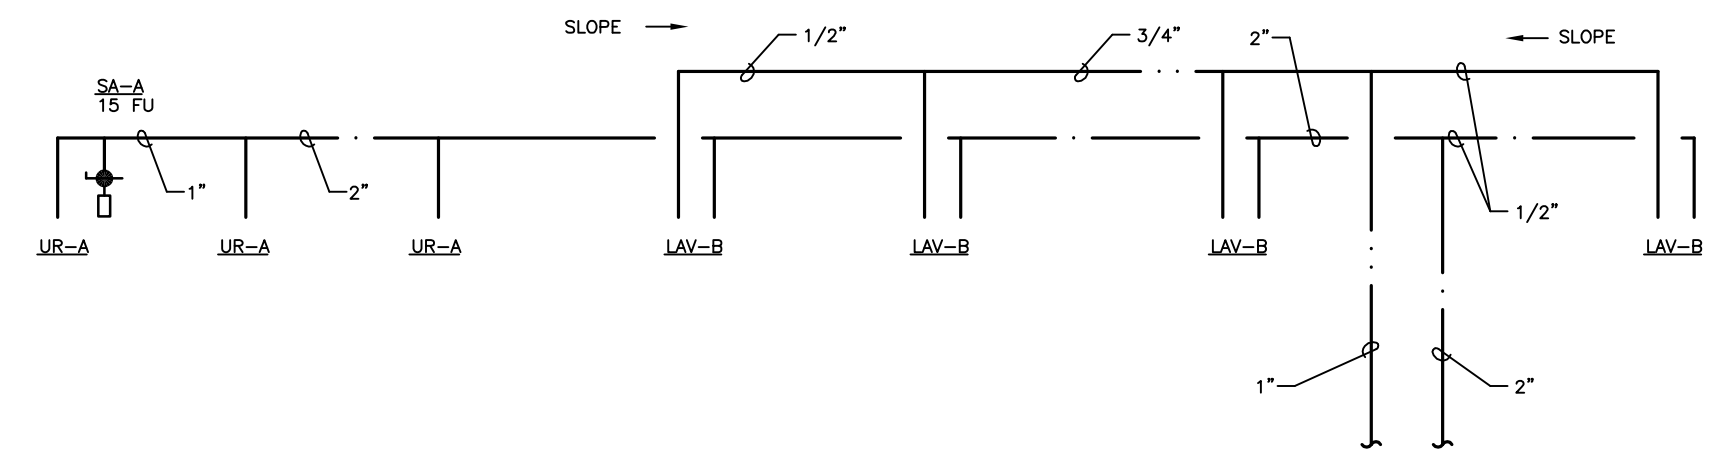 SLOPE
1/2"
3/4"
2"
SLOPE
SA-A
15 FU
1"
2"
1/2"
UR-A
UR-A
UR-A
LAV-B
LAV-B
LAV-B
LAV-B
1"
2"